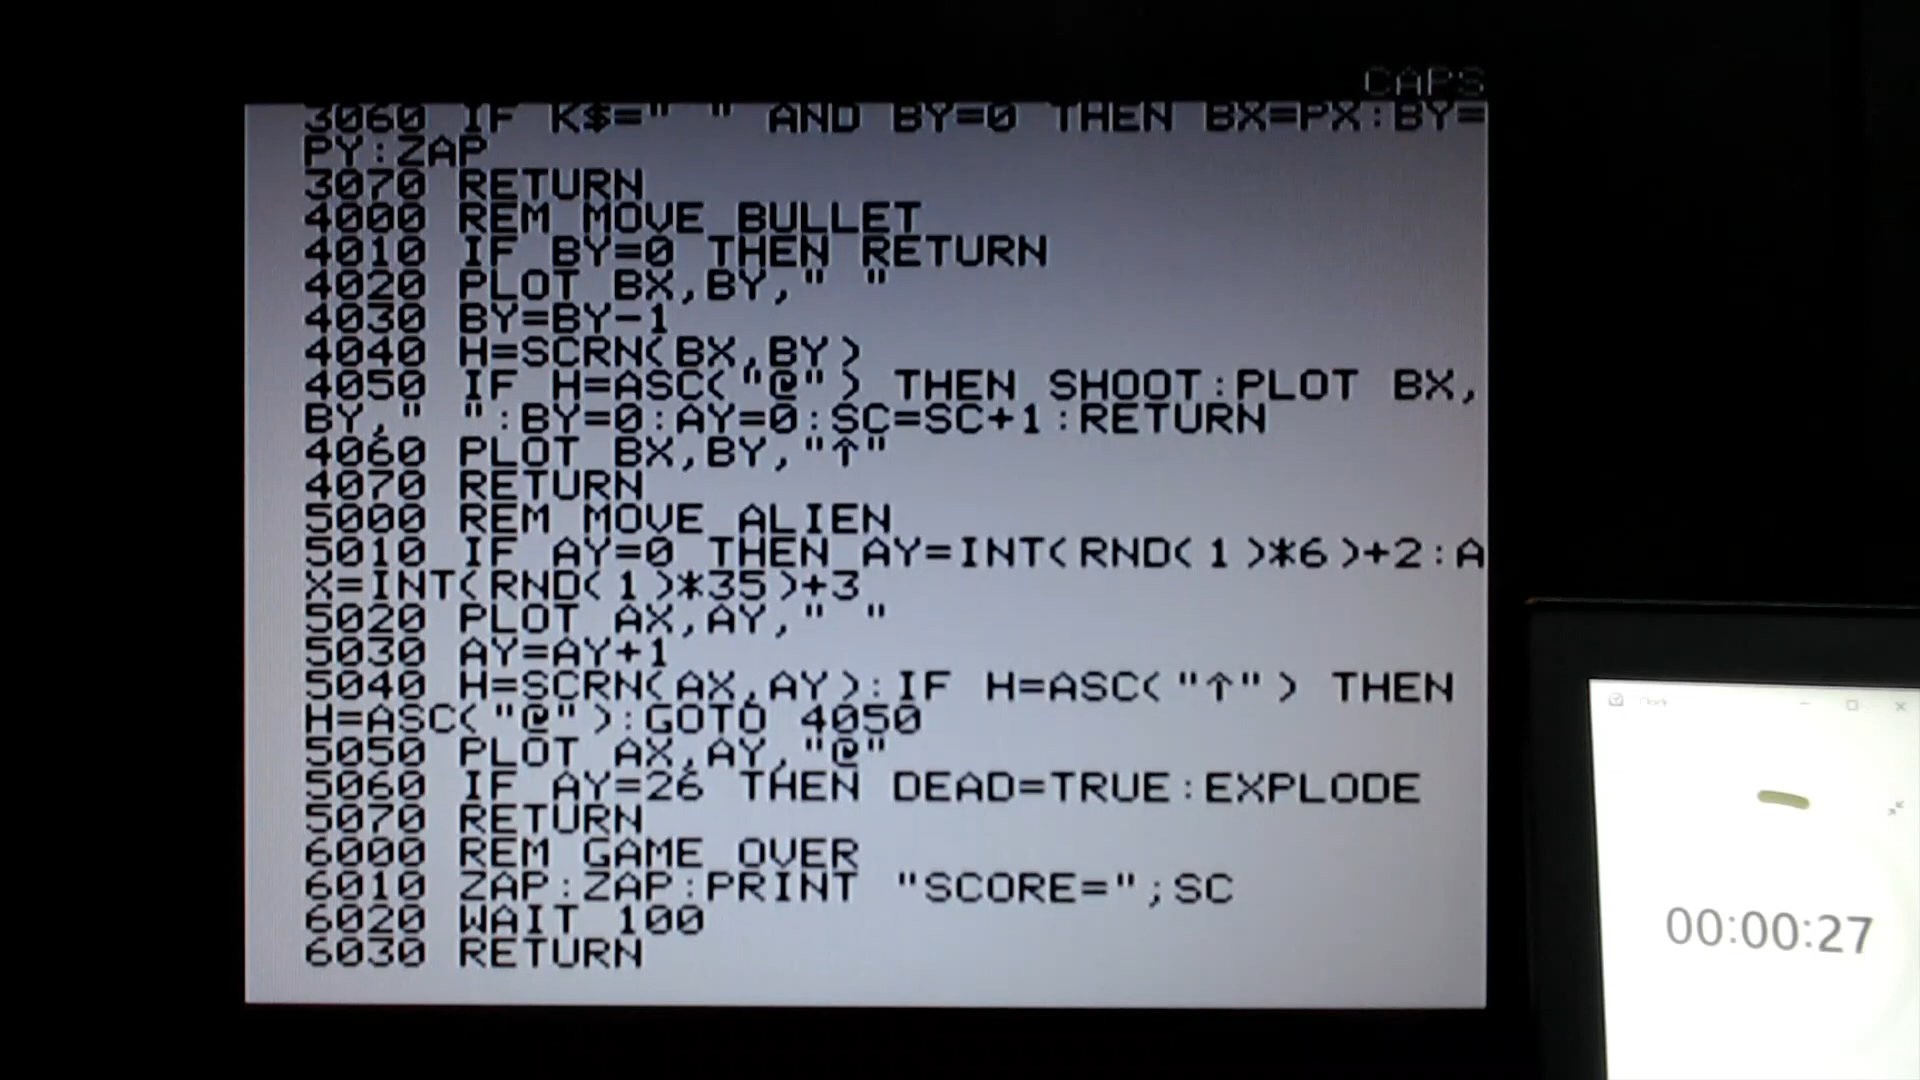 CAPS
3060 IF K$=" " AND BY=0 THEN BX=PX:BY=
PY:ZAP
3070 RETURN
4000 REM MOVE BULLET
4010 IF BY=0 THEN RETURN
4020 PLOT BX,BY," "
4030 BY=BY-1
4040 H=SCRN(BX,BY)
4050 IF H=ASC("@") THEN SHOOT:PLOT BX,
BY," ":BY=0:AY=0:SC=SC+1:RETURN
4060 PLOT BX,BY,"↑"
4070 RETURN
5000 REM MOVE ALIEN
5010 IF AY=0 THEN AY=INT(RND(1)*6)+2:A
X=INT(RND(1)*35)+3
5020 PLOT AX,AY," "
5030 AY=AY+1
5040 H=SCRN(AX,AY):IF H=ASC("↑") THEN
H=ASC("@"):GOTO 4050
5050 PLOT AX,AY,"@"
5060 IF AY=26 THEN DEAD=TRUE:EXPLODE
5070 RETURN
6000 REM GAME OVER
6010 ZAP:ZAP:PRINT "SCORE=";SC
6020 WAIT 100
6030 RETURN
Clock
00:00:27